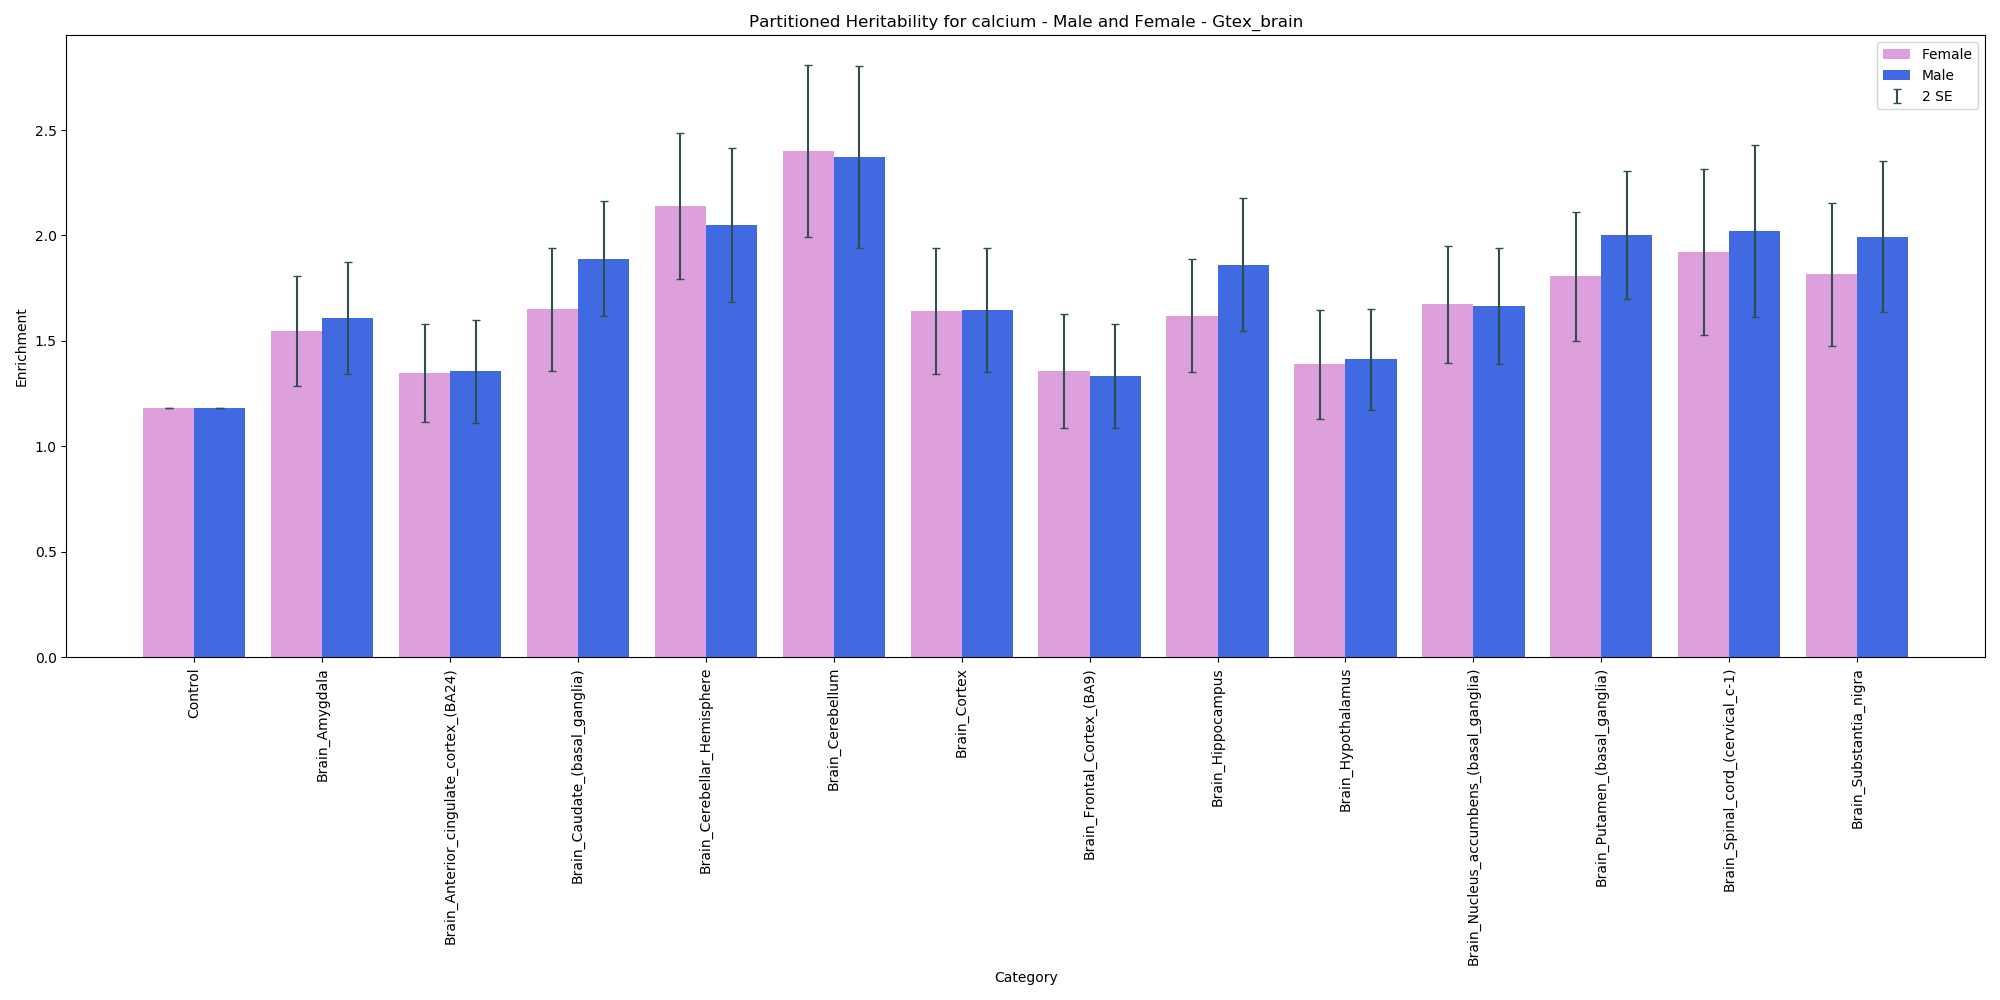 Partitioned Heritability for calcium - Male and Female - Gtex_brain
Female
Male
2 SE
Enrichment
2.5
2.0
1.5
1.0
0.5
0.0
Control
Brain_Amygdala
Brain_Anterior_cingulate_cortex_(BA24)
Brain_Caudate_(basal_ganglia)
Brain_Cerebellar_Hemisphere
Brain_Cerebellum
Brain_Cortex
Brain_Frontal_Cortex_(BA9)
Brain_Hippocampus
Brain_Hypothalamus
Brain_Nucleus_accumbens_(basal_ganglia)
Brain_Putamen_(basal_ganglia)
Brain_Spinal_cord_(cervical_c-1)
Brain_Substantia_nigra
Category